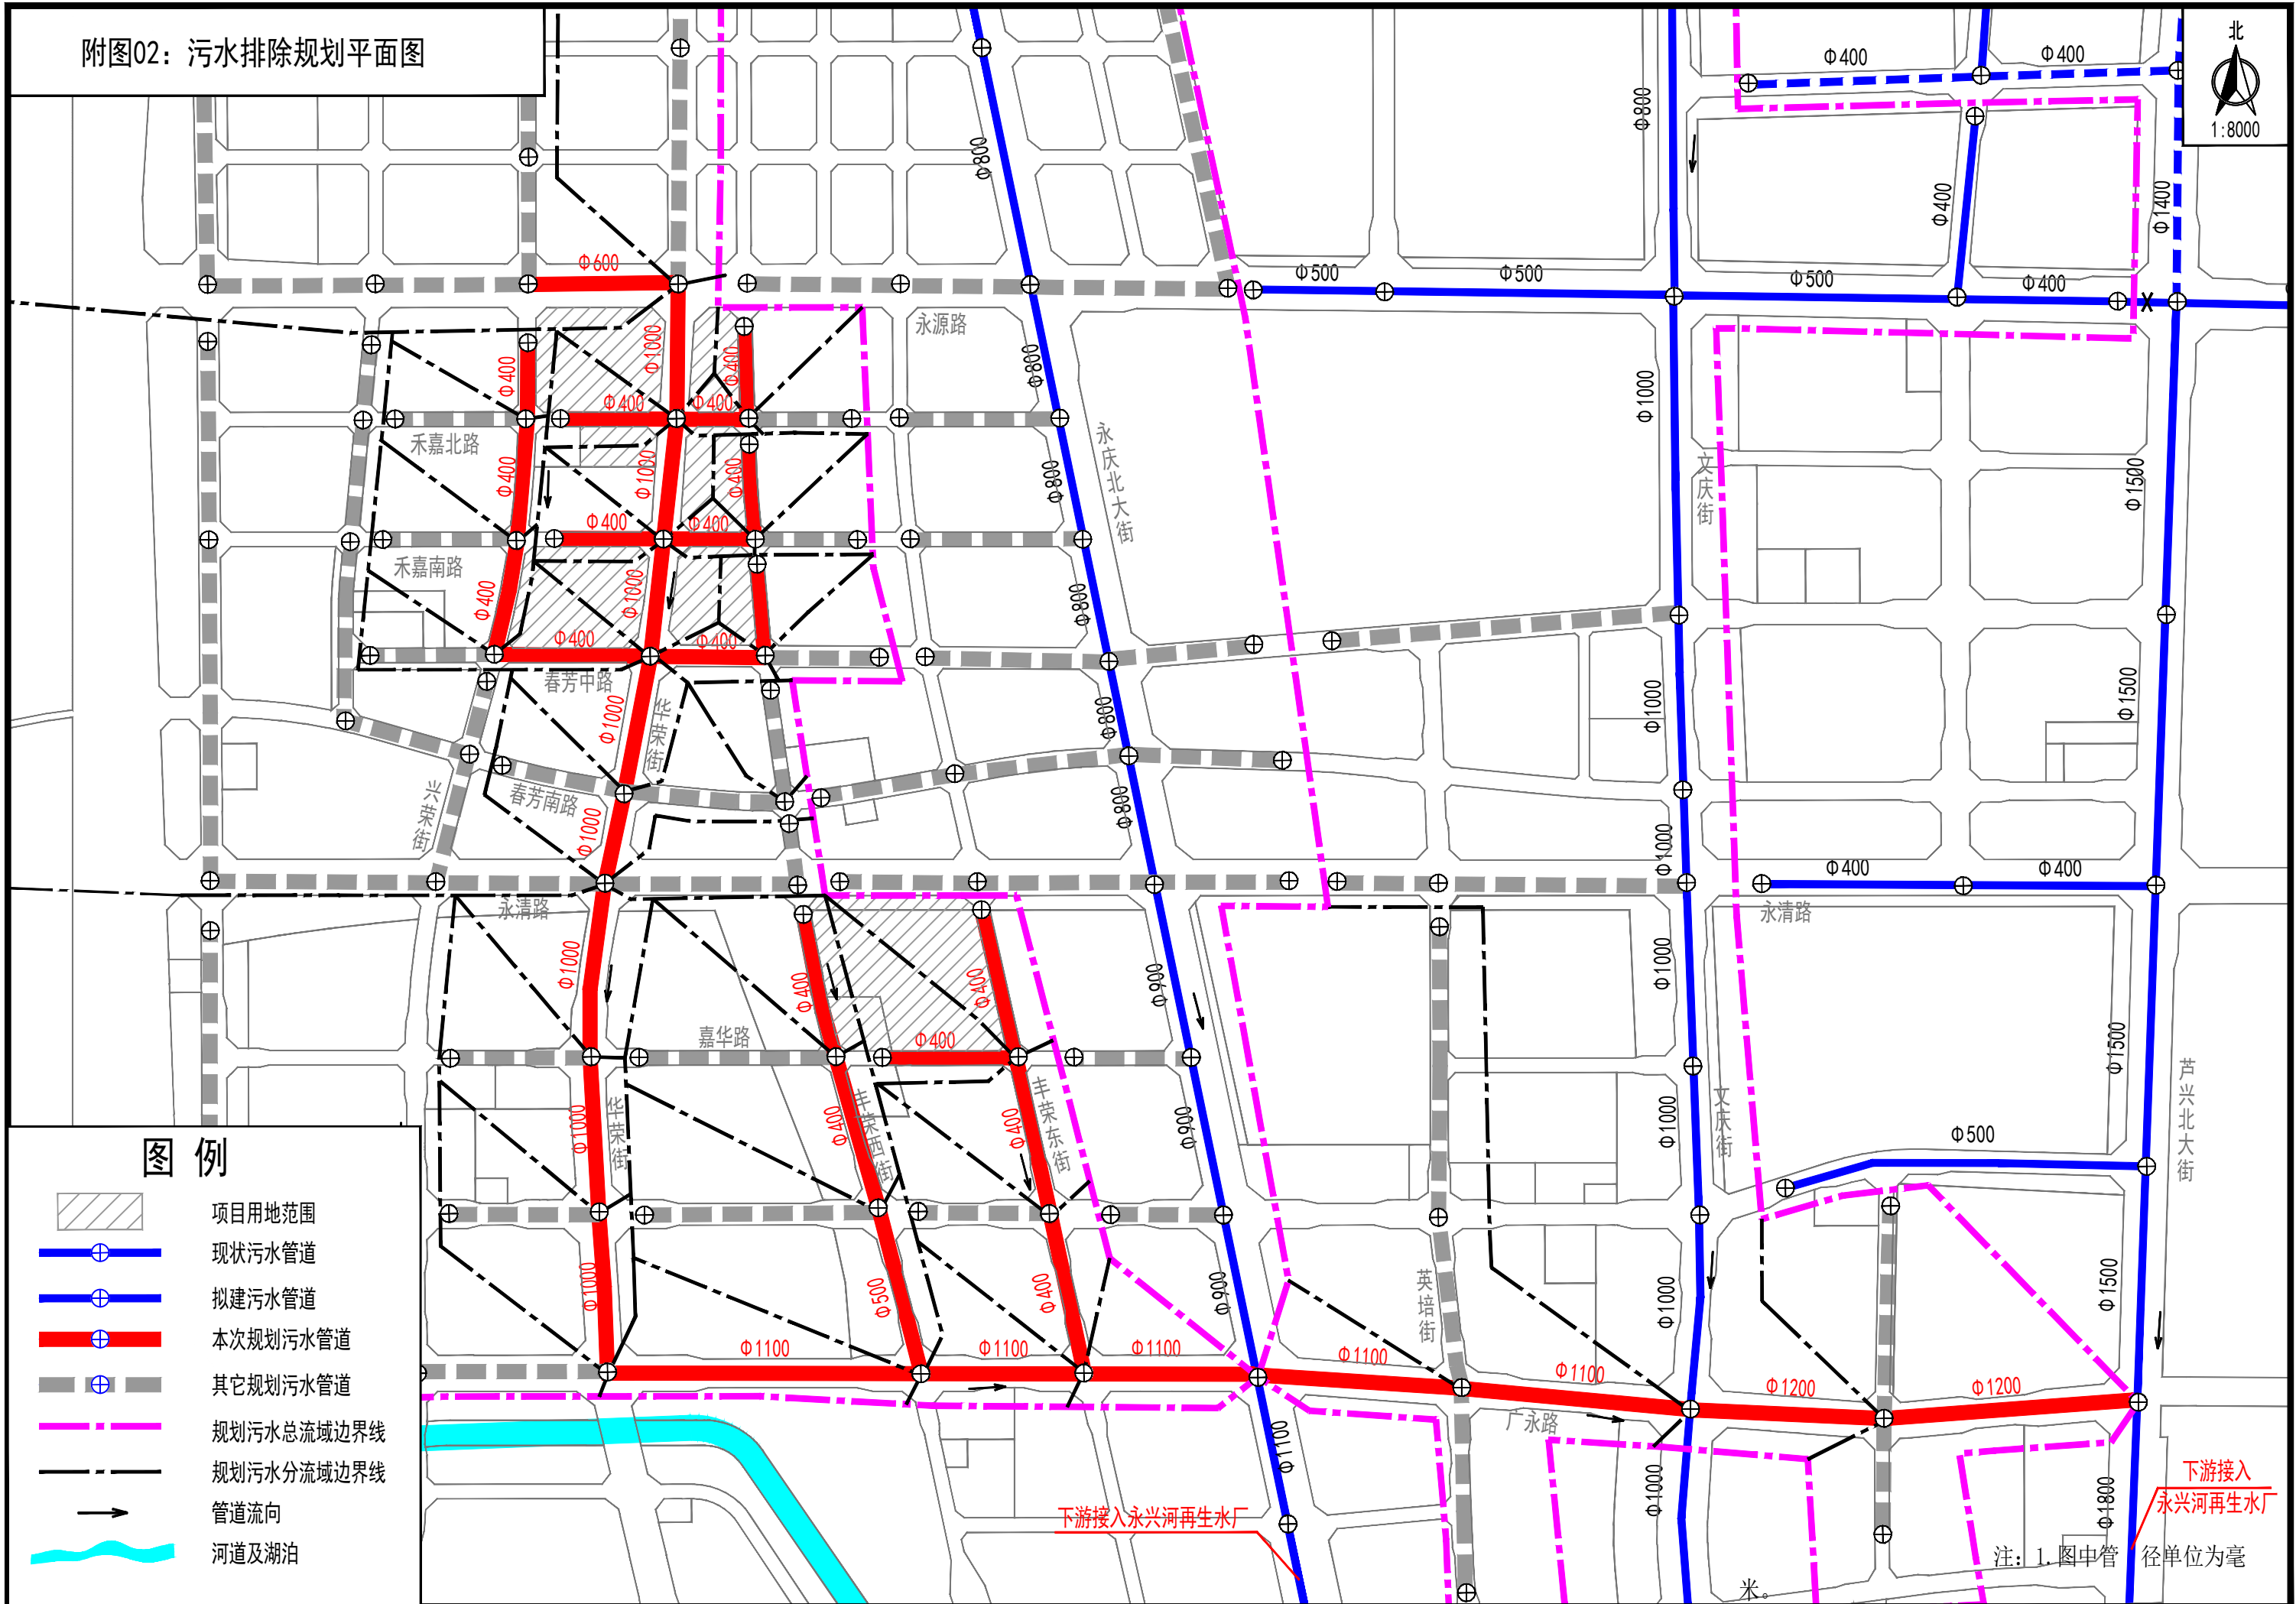 附图02：污水排除规划平面图
北
1:8000
Φ400
Φ400
Φ800
Φ800
Φ400
Φ1400
Φ600
Φ500
Φ500
Φ500
Φ400
永源路
Φ1000
Φ400
Φ400
Φ800
Φ1000
Φ400
Φ400
禾嘉北路
永庆北大街
文庆街
Φ400
Φ1000
Φ400
Φ800
Φ1500
Φ400
Φ400
禾嘉南路
Φ400
Φ1000
Φ800
Φ400
Φ400
春芳中路
华荣街
Φ1000
Φ800
Φ1000
Φ1500
兴荣街
春芳南路
Φ1000
Φ800
Φ1000
Φ400
Φ400
永清路
永清路
Φ1000
Φ400
Φ400
Φ900
Φ1000
嘉华路
Φ400
Φ1500
芦兴北大街
华荣街
Φ1000
Φ400
丰荣西街
Φ400
丰荣东街
Φ900
Φ1000
文庆街
Φ500
Φ1000
Φ500
Φ400
Φ900
英培街
Φ1000
Φ1500
Φ1100
Φ1100
Φ1100
Φ1100
Φ1100
Φ1200
Φ1200
广永路
Φ1100
Φ1000
Φ1800
下游接入永兴河再生水厂
下游接入
永兴河再生水厂
图 例
项目用地范围
现状污水管道
拟建污水管道
本次规划污水管道
其它规划污水管道
规划污水总流域边界线
规划污水分流域边界线
管道流向
河道及湖泊
注：1.图中管 径单位为毫
米。